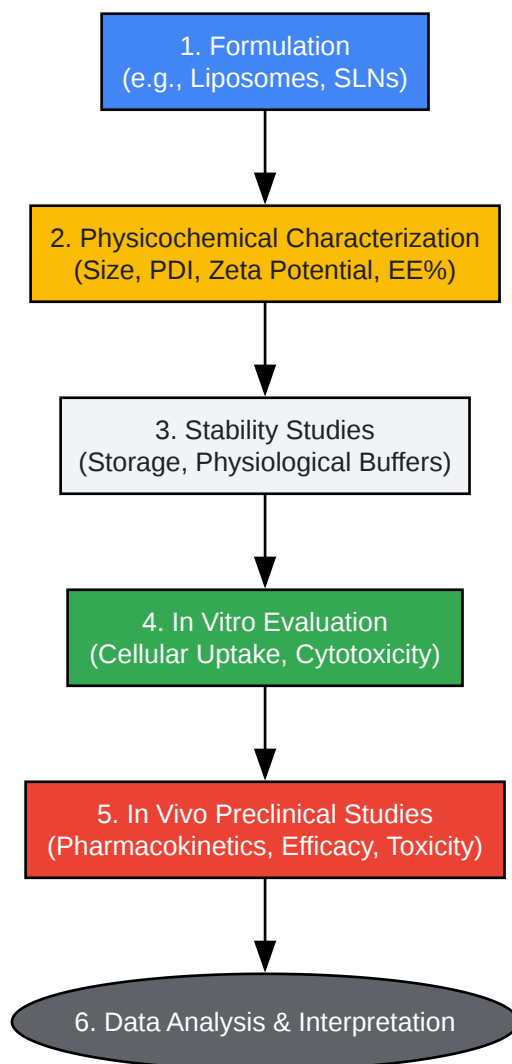 1. Formulation
(e.g., Liposomes, SLNs)
2. Physicochemical Characterization
(Size, PDI, Zeta Potential, EE%)
3. Stability Studies
(Storage, Physiological Buffers)
4. In Vitro Evaluation
(Cellular Uptake, Cytotoxicity)
5. In Vivo Preclinical Studies
(Pharmacokinetics, Efficacy, Toxicity)
6. Data Analysis & Interpretation